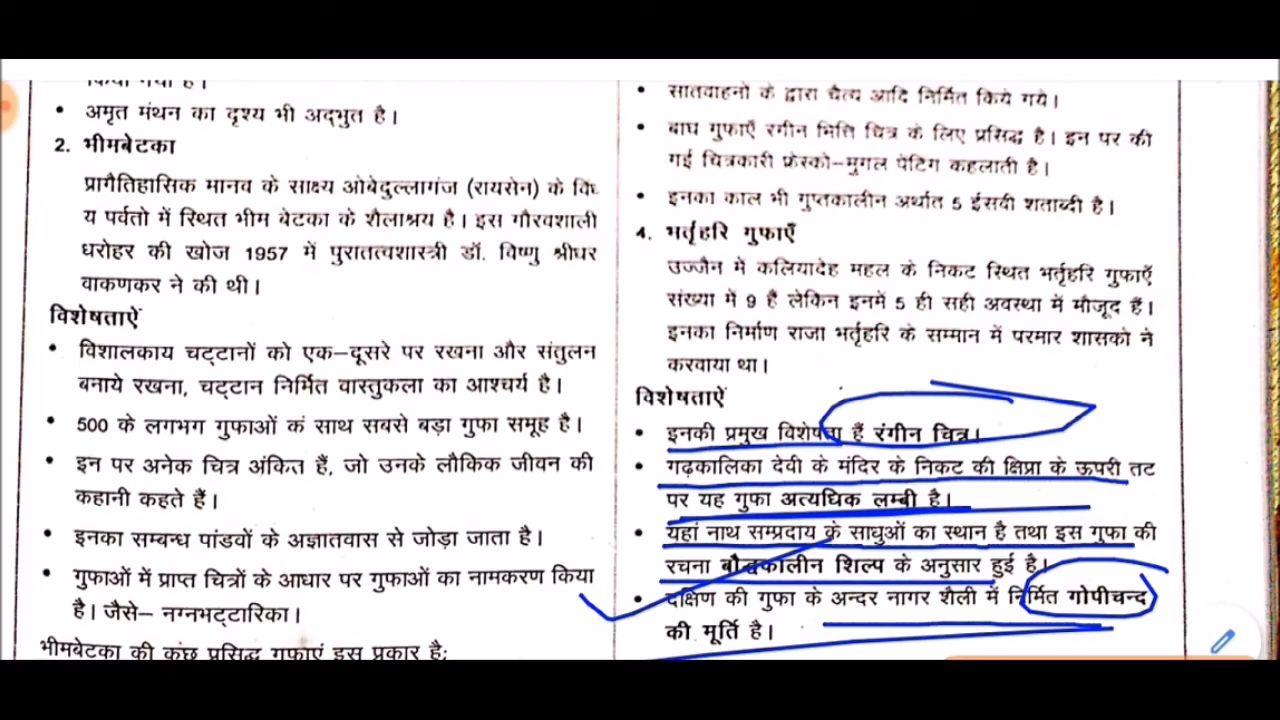 किया गया है।
• अमृत मंथन का दृश्य भी अद्भुत है।
2. भीमबेटका
प्रागैतिहासिक मानव के साक्ष्य ओबेदुल्लागंज (रायसेन) के विंध
य पर्वतो में स्थित भीम बेटका के शैलाश्रय है। इस गौरवशाली
धरोहर की खोज 1957 में पुरातत्वशास्त्री डॉ. विष्णु श्रीधर
वाकणकर ने की थी।
विशेषताऐं
• विशालकाय चट्टानों को एक–दूसरे पर रखना और संतुलन
बनाये रखना, चट्टान निर्मित वास्तुकला का आश्चर्य है।
• 500 के लगभग गुफाओं कं साथ सबसे बड़ा गुफा समूह है।
• इन पर अनेक चित्र अंकित हैं, जो उनके लौकिक जीवन की
कहानी कहते हैं।
• इनका सम्बन्ध पांडवों के अज्ञातवास से जोड़ा जाता है।
• गुफाओं में प्राप्त चित्रों के आधार पर गुफाओं का नामकरण किया
है। जैसे– नग्नभट्टारिका।
भीमबेटका की कंछ प्रसिद्ध गुफाएं इस प्रकार है:
• सातवाहनो के द्वारा चैत्य आदि निर्मित किये गये।
• बाघ गुफाएँ रंगीन भित्ति चित्र के लिए प्रसिद्ध है। इन पर की
गई चित्रकारी फ्रेस्को–मुगल पेटिग कहलाती है।
• इनका काल भी गुप्तकालीन अर्थात 5 ईसवी शताब्दी है।
4. भर्तृहरि गुफाएँ
उज्जैन में कलियादेह महल के निकट स्थित भर्तृहरि गुफाएँ
संख्या में 9 हैं लेकिन इनमें 5 ही सही अवस्था में मौजूद हैं।
इनका निर्माण राजा भर्तृहरि के सम्मान में परमार शासको ने
करवाया था।
विशेषताऐं
• इनकी प्रमुख विशेषता हैं रंगीन चित्र।
• गढ़कालिका देवी के मंदिर के निकट की क्षिप्रा के ऊपरी तट
पर यह गुफा अत्यधिक लम्बी है।
• यहां नाथ सम्प्रदाय के साधुओं का स्थान है तथा इस गुफा की
रचना बौद्धकालीन शिल्प के अनुसार हुई है।
• दक्षिण की गुफा के अन्दर नागर शैली में निर्मित गोपीचन्द
की मूर्ति है।